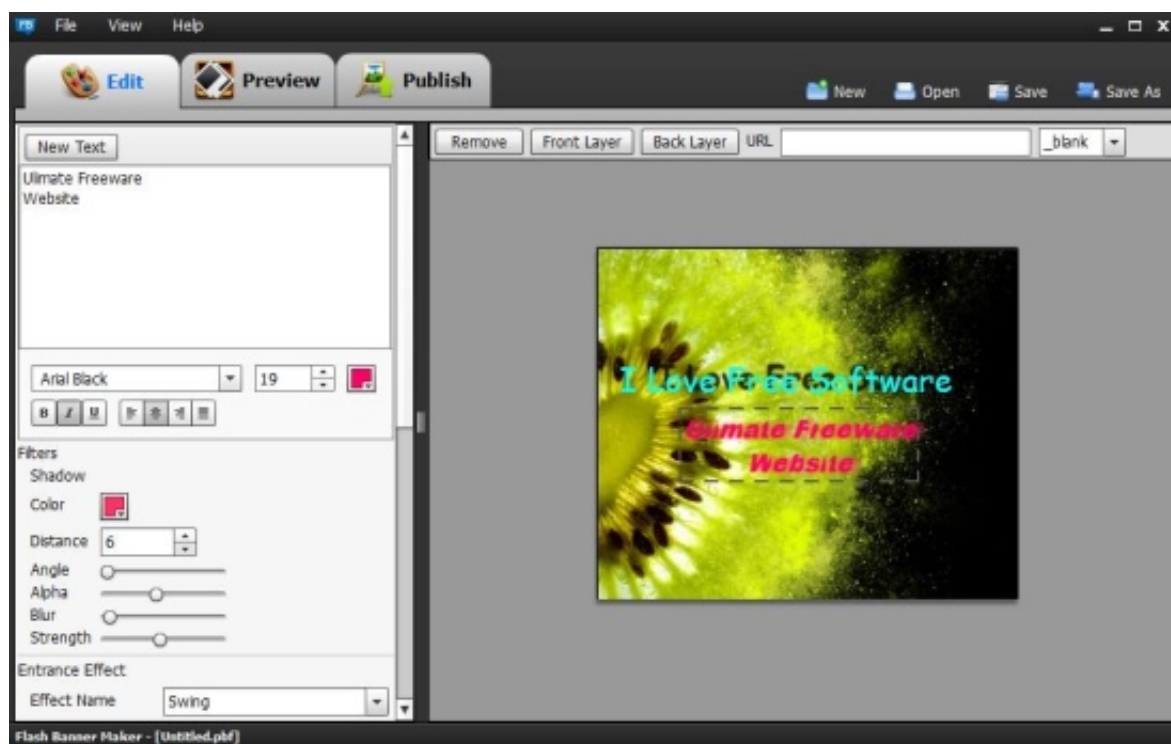 File View Help
Edit Preview Publish
New Open Save Save As
New Text
Remove Front Layer Back Layer URL _blank
Ulmate Freeware
Website
I Love Free Software
Ulmate Freeware
Website
Arial Black 19
B I U
Filters
Shadow
Color
Distance 6
Angle
Alpha
Blur
Strength
Entrance Effect
Effect Name Swing
Flash Banner Maker - [Untitled.pbf]